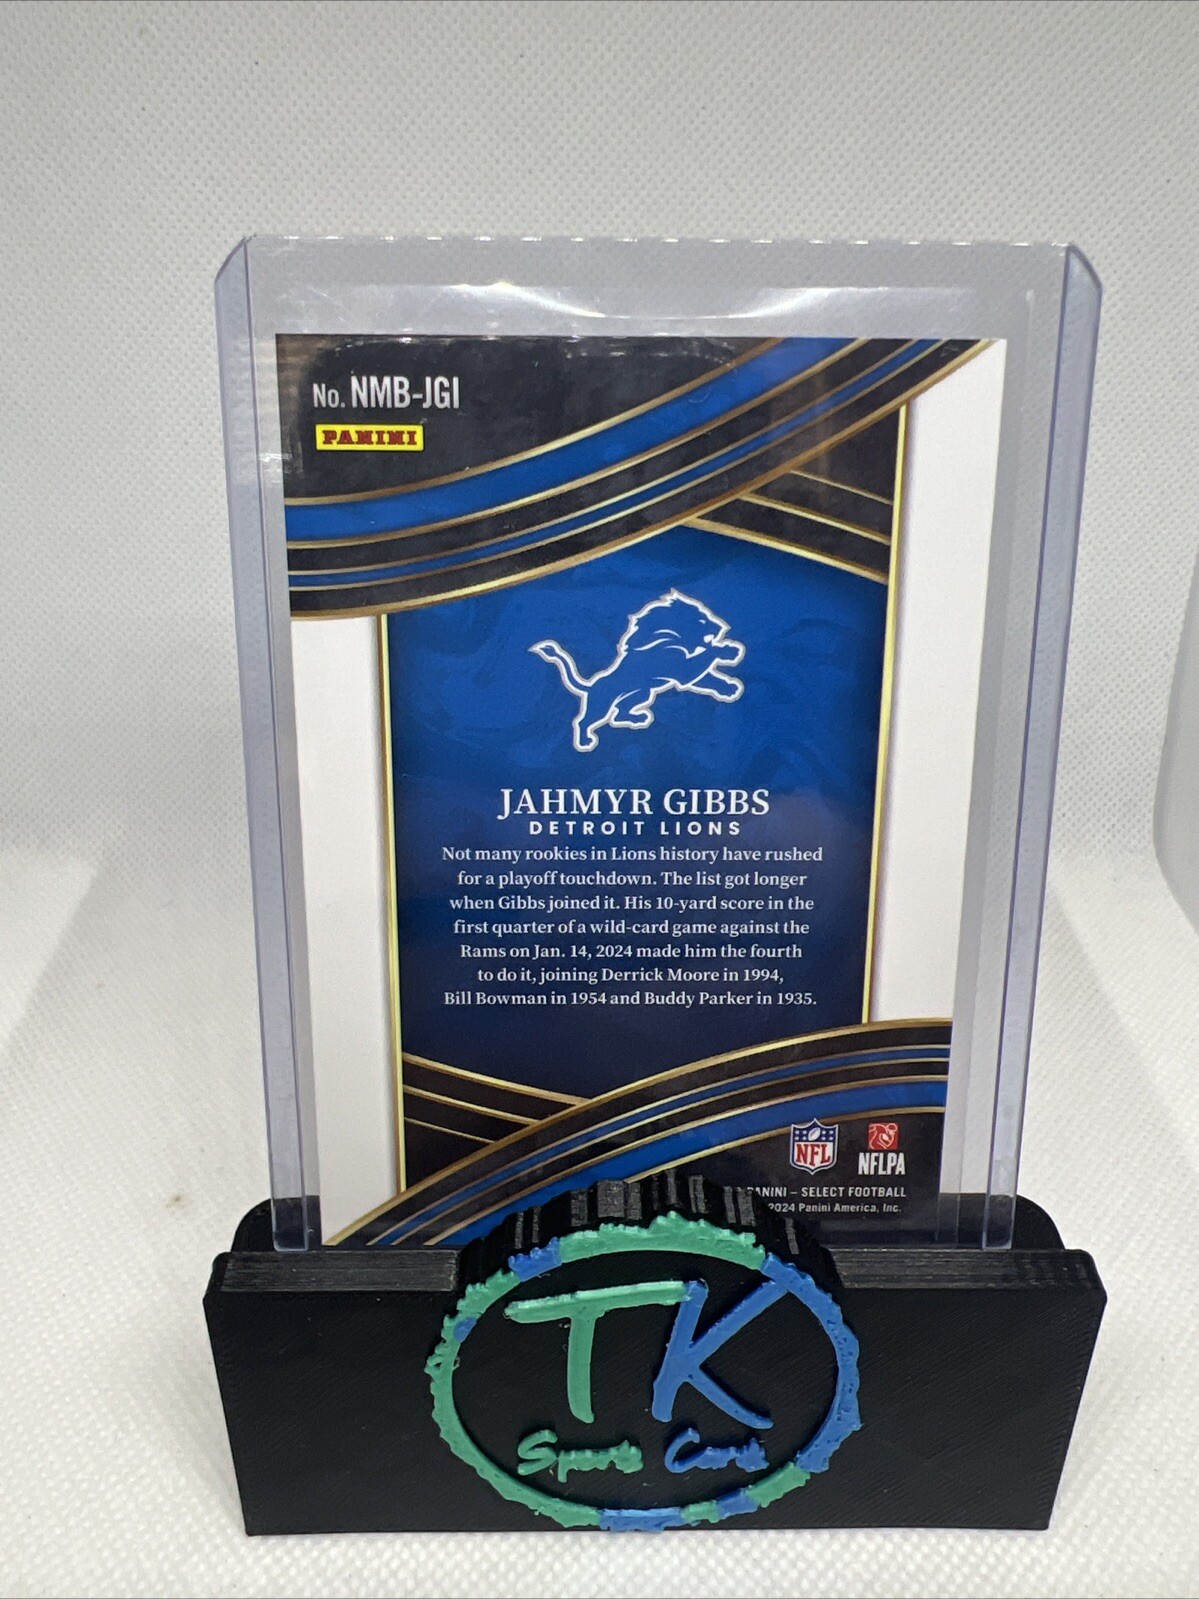 No. NMB-JGI
PANINI
JAHMYR GIBBS
DETROIT LIONS
Not many rookies in Lions history have rushed
for a playoff touchdown. The list got longer
when Gibbs joined it. His 10-yard score in the
first quarter of a wild-card game against the
Rams on Jan. 14, 2024 made him the fourth
to do it, joining Derrick Moore in 1994,
Bill Bowman in 1954 and Buddy Parker in 1935.
NFL
NFLPA
PANINI – SELECT FOOTBALL
2024 Panini America, Inc.
TK
Sports Cards